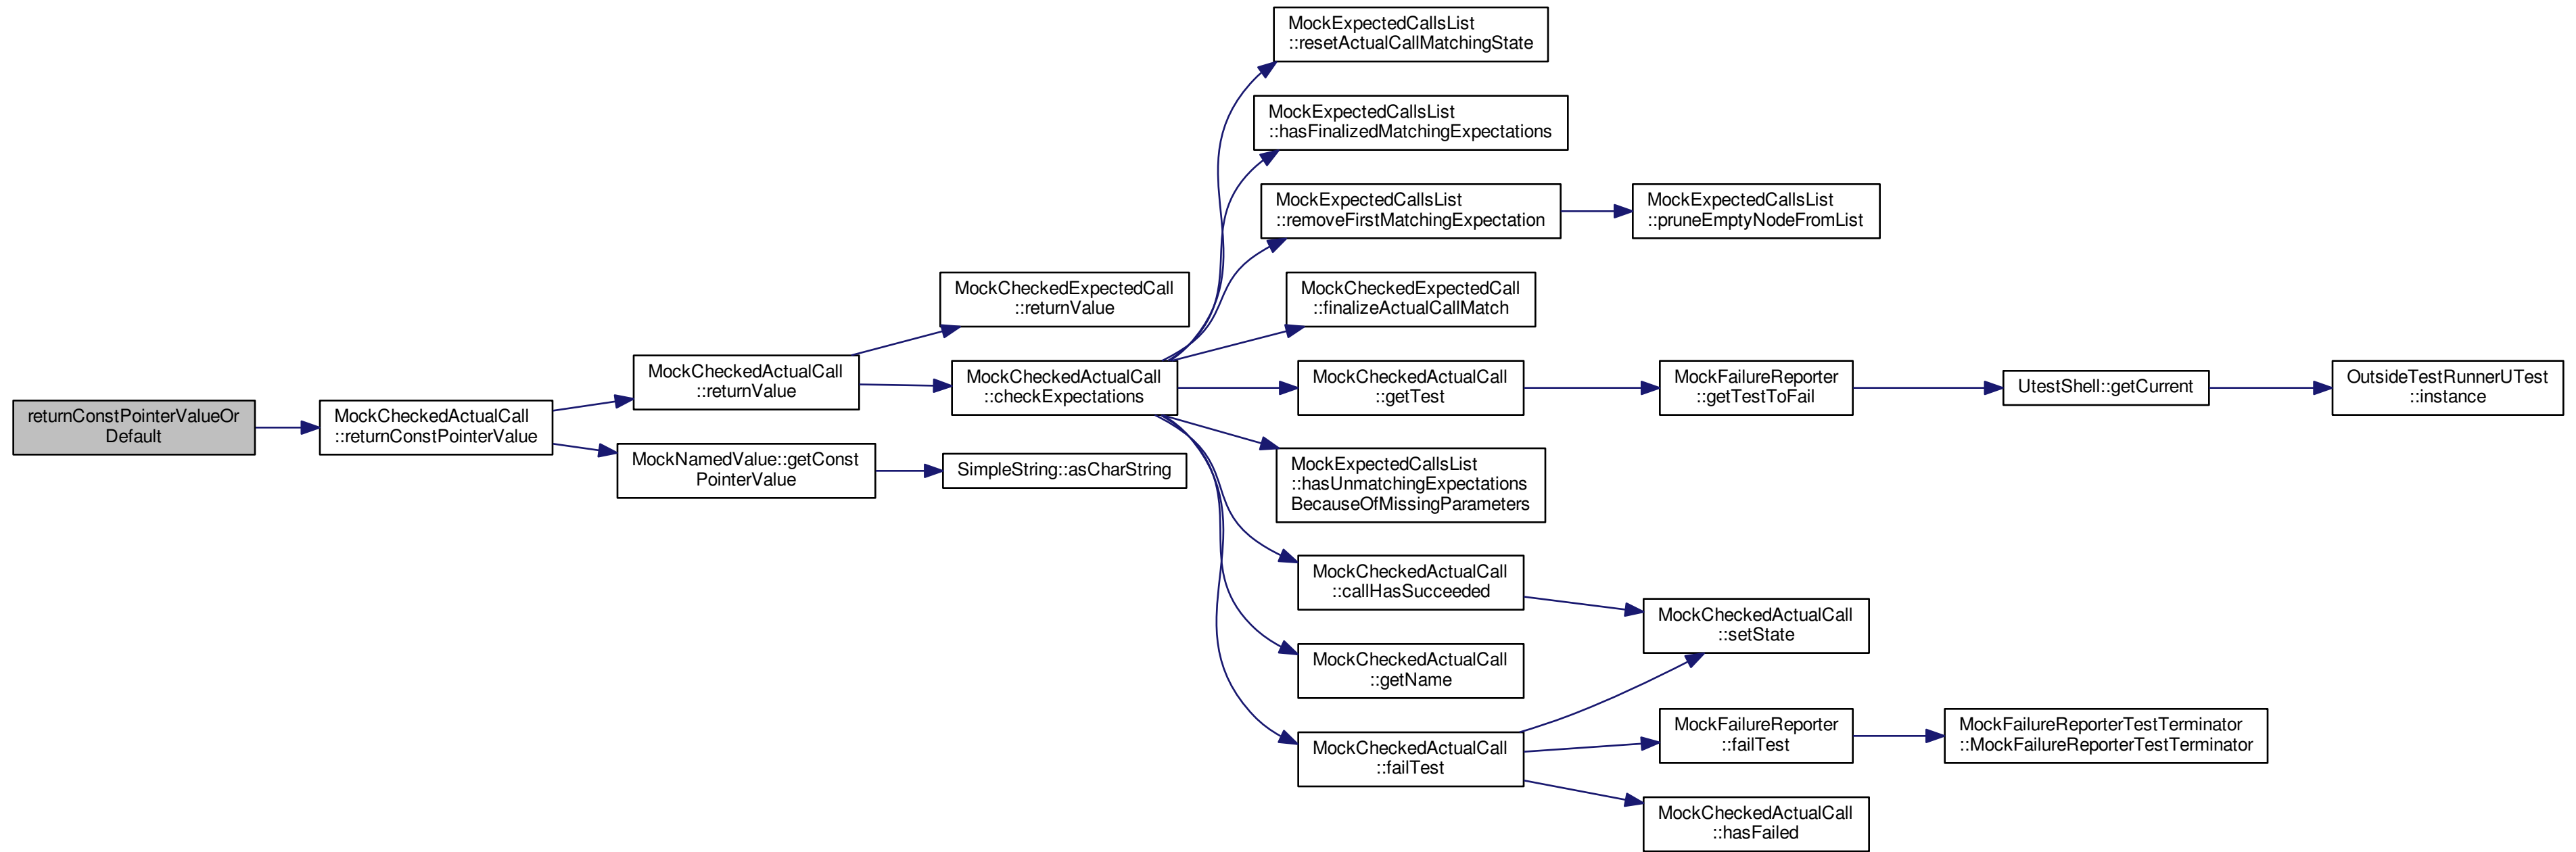 MockExpectedCallsList
::resetActualCallMatchingState
MockExpectedCallsList
::hasFinalizedMatchingExpectations
MockExpectedCallsList
::removeFirstMatchingExpectation
MockExpectedCallsList
::pruneEmptyNodeFromList
MockCheckedExpectedCall
::returnValue
MockCheckedExpectedCall
::finalizeActualCallMatch
MockCheckedActualCall
::returnValue
MockCheckedActualCall
::checkExpectations
MockCheckedActualCall
::getTest
MockFailureReporter
::getTestToFail
UtestShell::getCurrent
OutsideTestRunnerUTest
::instance
returnConstPointerValueOr
Default
MockCheckedActualCall
::returnConstPointerValue
MockNamedValue::getConst
PointerValue
SimpleString::asCharString
MockExpectedCallsList
::hasUnmatchingExpectations
BecauseOfMissingParameters
MockCheckedActualCall
::callHasSucceeded
MockCheckedActualCall
::setState
MockCheckedActualCall
::getName
MockCheckedActualCall
::failTest
MockFailureReporter
::failTest
MockFailureReporterTestTerminator
::MockFailureReporterTestTerminator
MockCheckedActualCall
::hasFailed